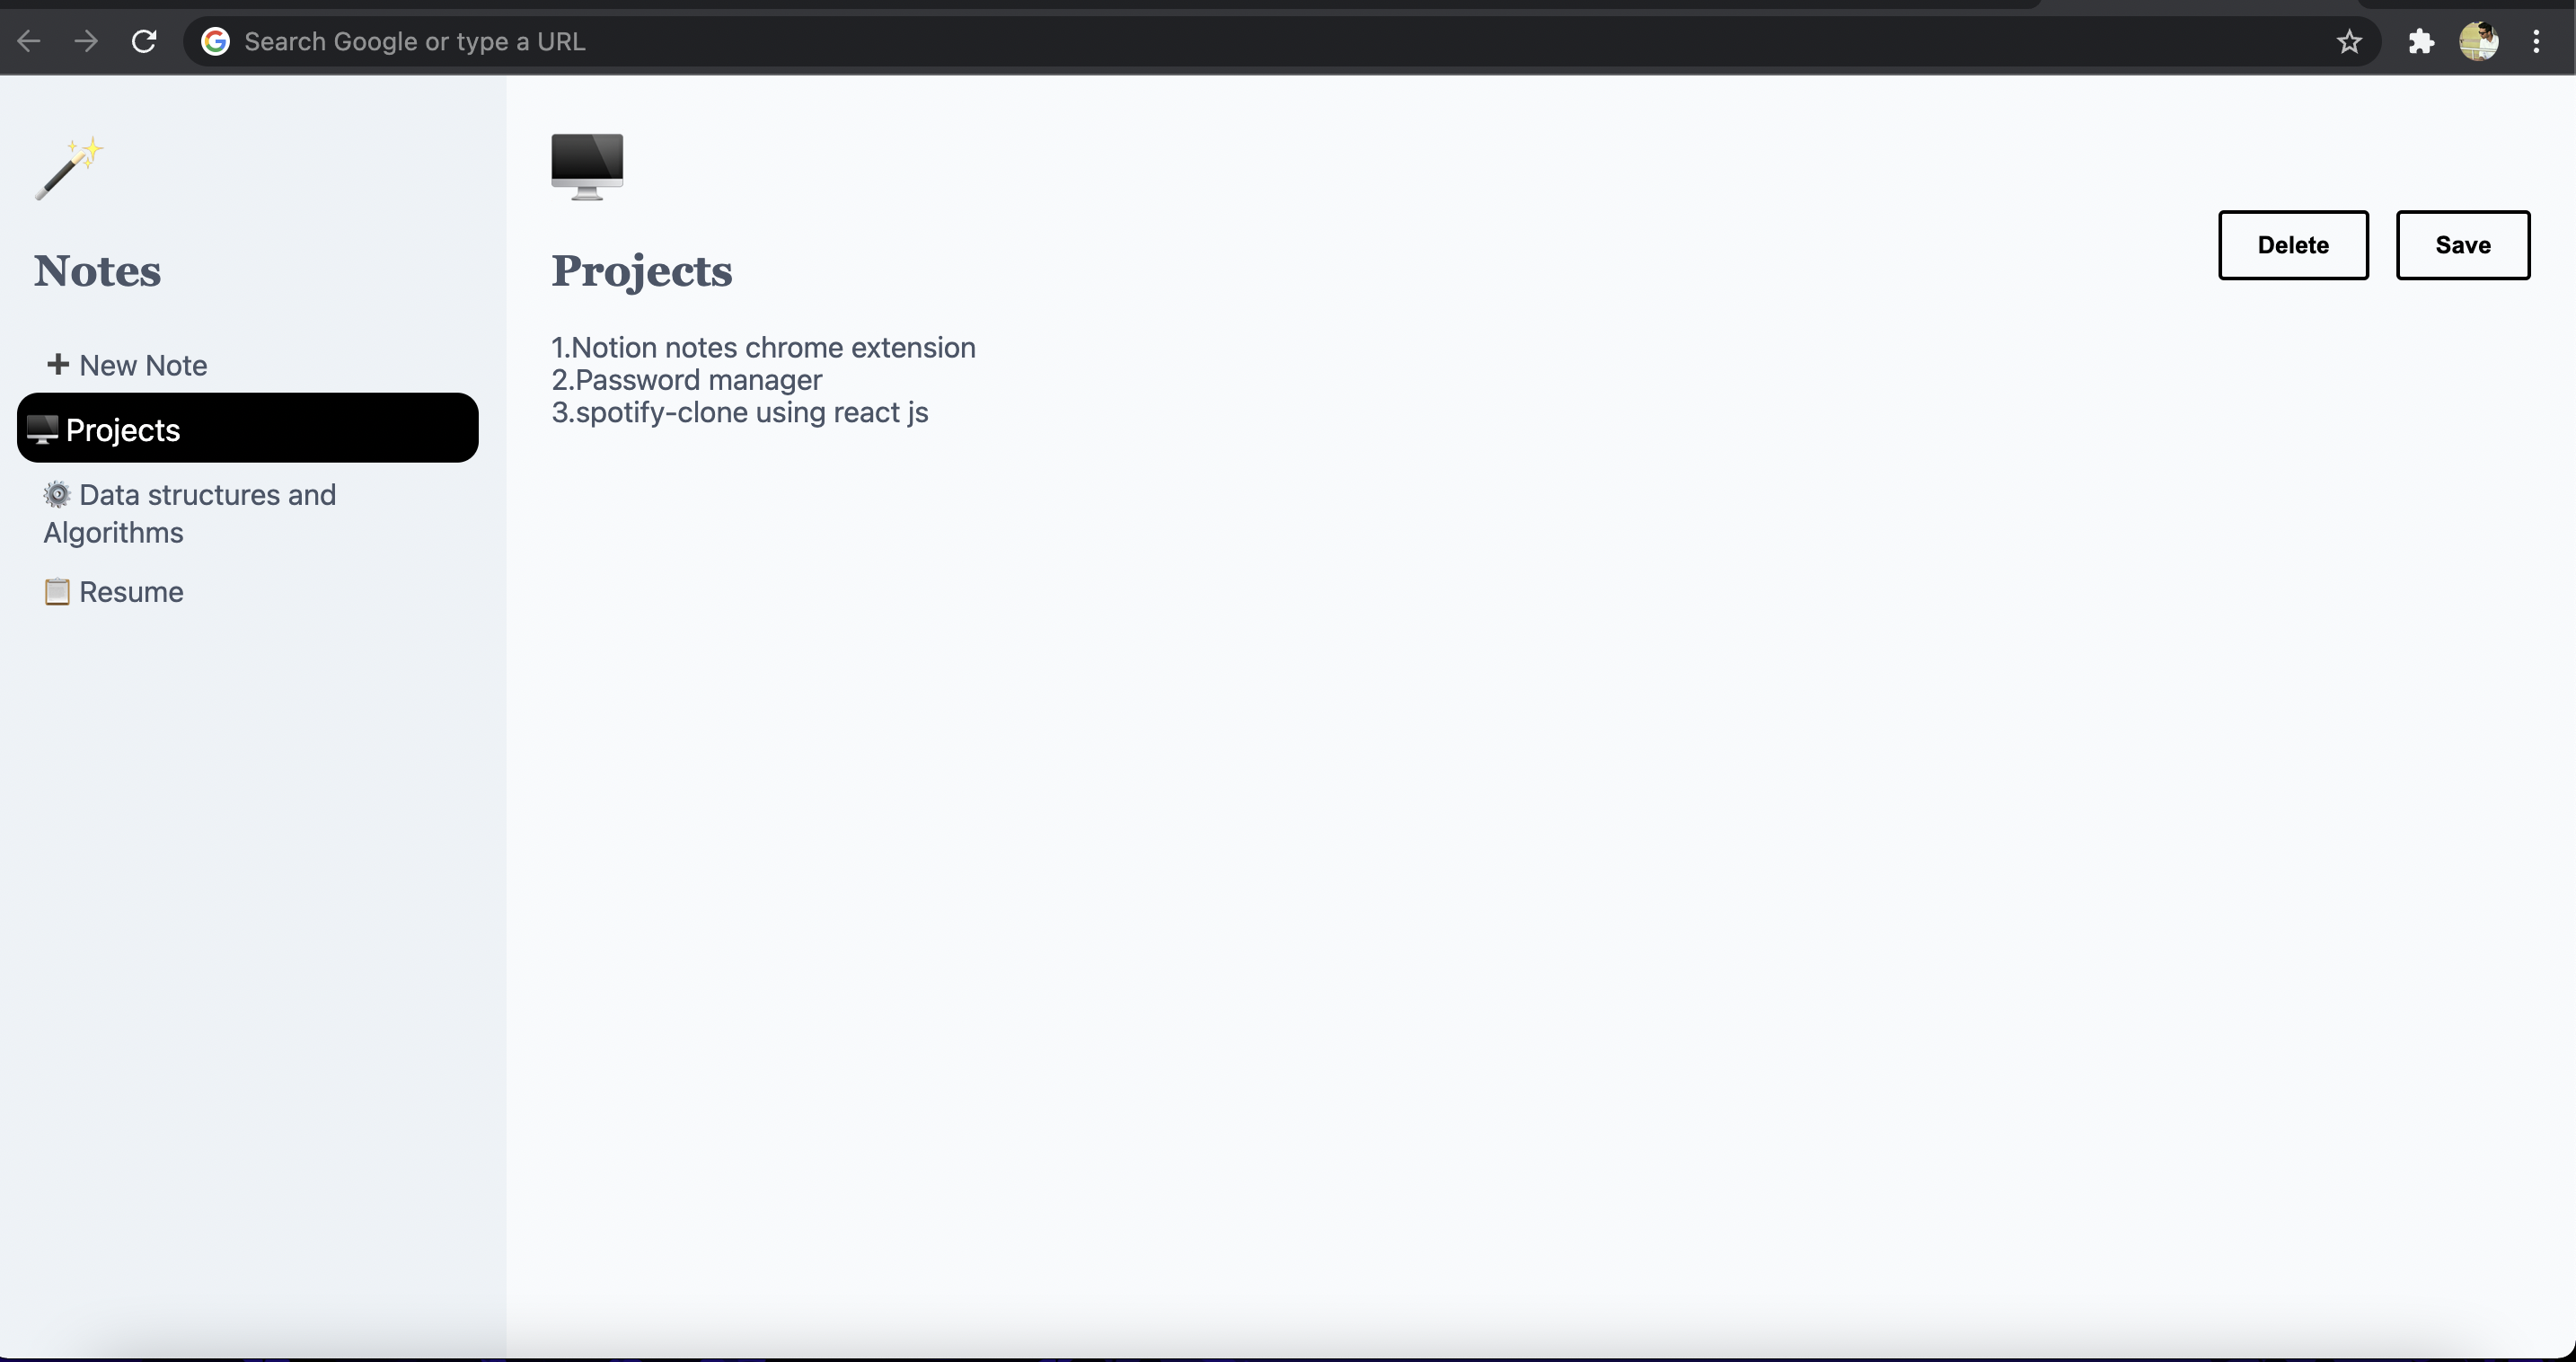 Search Google or type a URL
Notes
New Note
Projects
Data structures and
Algorithms
Resume
Projects
Delete
Save
1.Notion notes chrome extension
2.Password manager
3.spotify-clone using react js